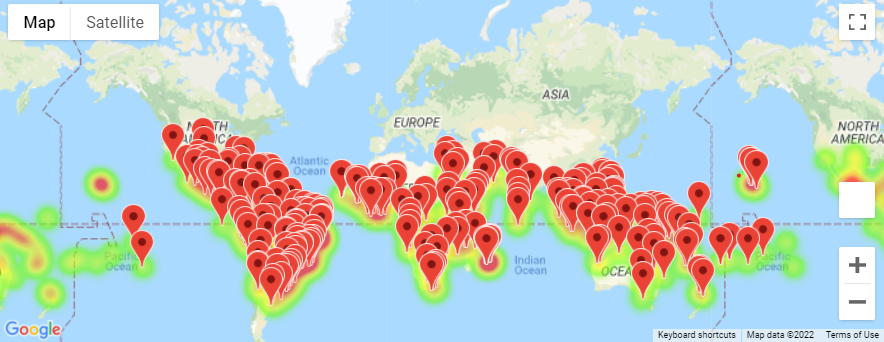 Map
Satellite
NORTH
AMERICA
Atlantic
Ocean
EUROPE
ASIA
NORTH
AMERICA
Pacific
Ocean
Indian
Ocean
OCEA
Pacific
Ocean
Google
Keyboard shortcuts
Map data ©2022
Terms of Use